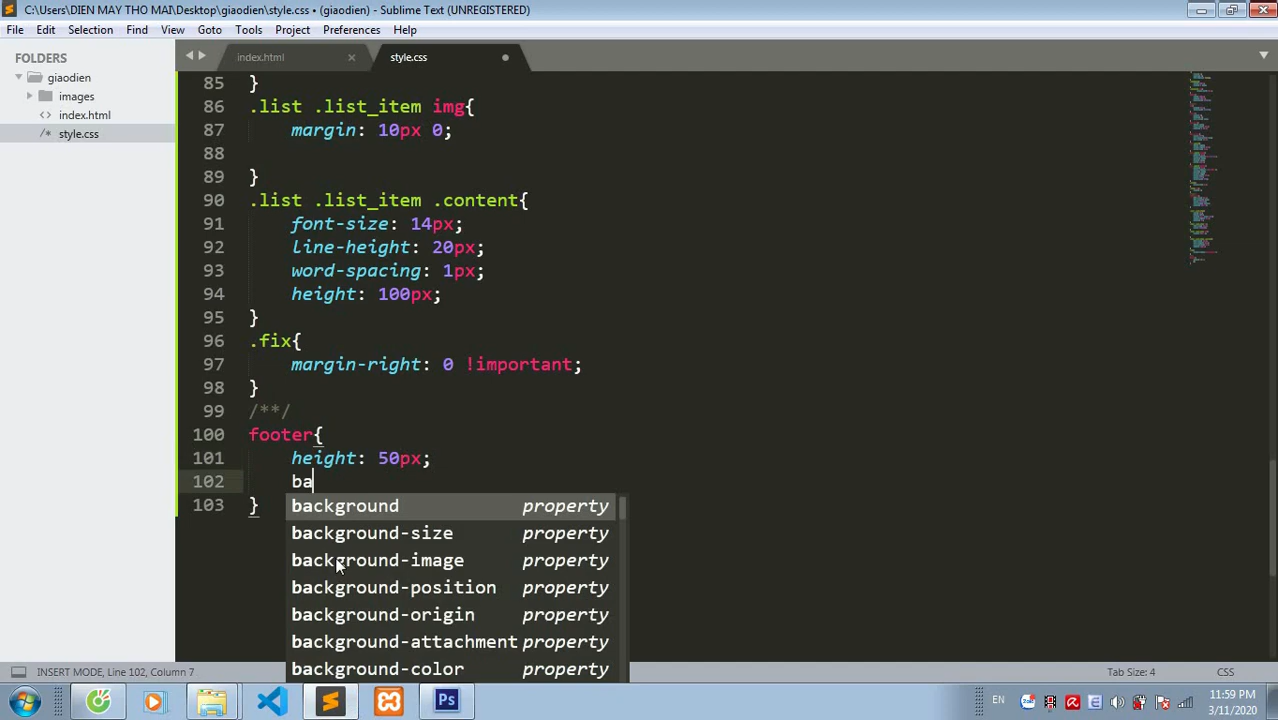 C:\Users\DIEN MAY THO MAI\Desktop\giaodien\style.css • (giaodien) - Sublime Text (UNREGISTERED)
File Edit Selection Find View Goto Tools Project Preferences Help
FOLDERS
giaodien
images
<> index.html
/* style.css
index.html × style.css
85 }
86 .list .list_item img{
87 margin: 10px 0;
88
89 }
90 .list .list_item .content{
91 font-size: 14px;
92 line-height: 20px;
93 word-spacing: 1px;
94 height: 100px;
95 }
96 .fix{
97 margin-right: 0 !important;
98 }
99 /**/
100 footer{
101 height: 50px;
102 ba
103 }
background property
background-size property
background-image property
background-position property
background-origin property
background-attachment property
background-color property
INSERT MODE, Line 102, Column 7 Tab Size: 4 CSS
Ps EN Zalo 11:59 PM
3/11/2020